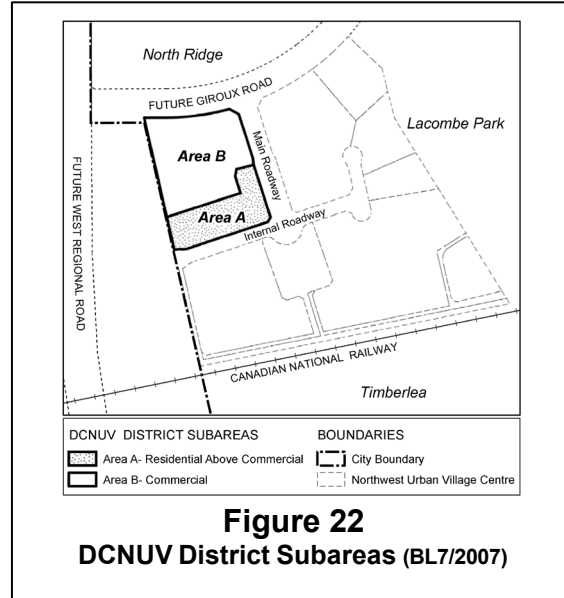 North Ridge
FUTURE GIROUX ROAD
Lacombe Park
Main Roadway
Area B
Area A
Internal Roadway
FUTURE WEST REGIONAL ROAD
CANADIAN NATIONAL RAILWAY
Timberlea
DCNUV DISTRICT SUBAREAS
Area A- Residential Above Commercial
Area B- Commercial
BOUNDARIES
City Boundary
Northwest Urban Village Centre
Figure 22
DCNUV District Subareas (BL7/2007)